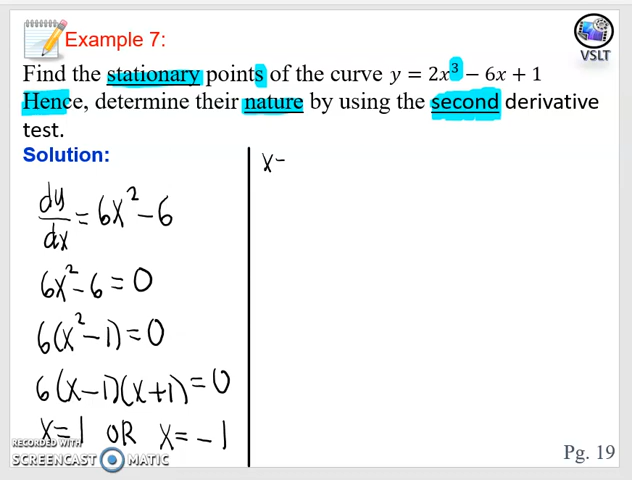 Example 7:
VSLT
Find the stationary points of the curve y = 2x³ − 6x + 1
Hence, determine their nature by using the second derivative
test.
Solution:
dy/dx = 6x² − 6
6x² − 6 = 0
6(x² − 1) = 0
6(x − 1)(x + 1) = 0
x = 1 OR x = −1
x=
RECORDED WITH
SCREENCAST MATIC
Pg. 19